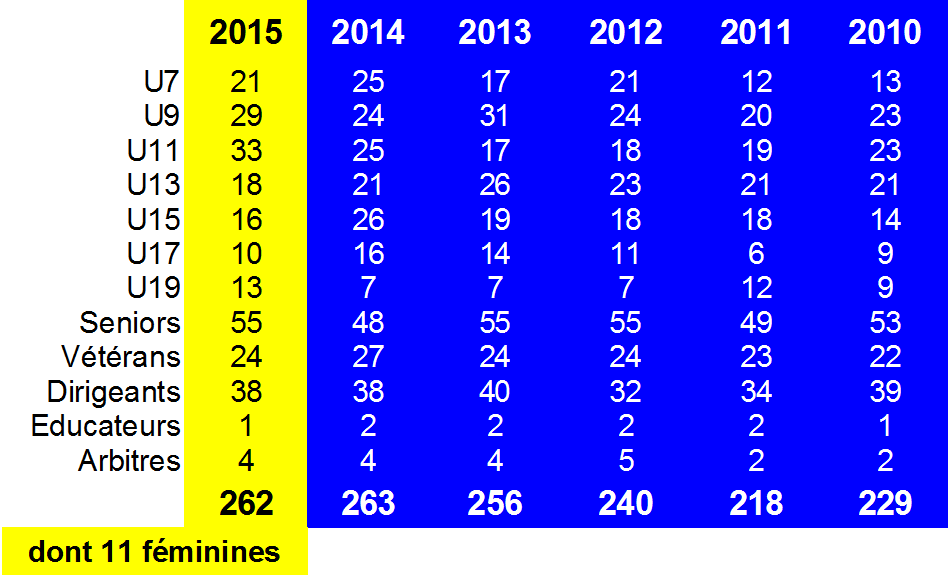 2015 2014 2013 2012 2011 2010
U7 21 25 17 21 12 13
U9 29 24 31 24 20 23
U11 33 25 17 18 19 23
U13 18 21 26 23 21 21
U15 16 26 19 18 18 14
U17 10 16 14 11 6 9
U19 13 7 7 7 12 9
Seniors 55 48 55 55 49 53
Vétérans 24 27 24 24 23 22
Dirigeants 38 38 40 32 34 39
Educateurs 1 2 2 2 2 1
Arbitres 4 4 4 5 2 2
262 263 256 240 218 229
dont 11 féminines